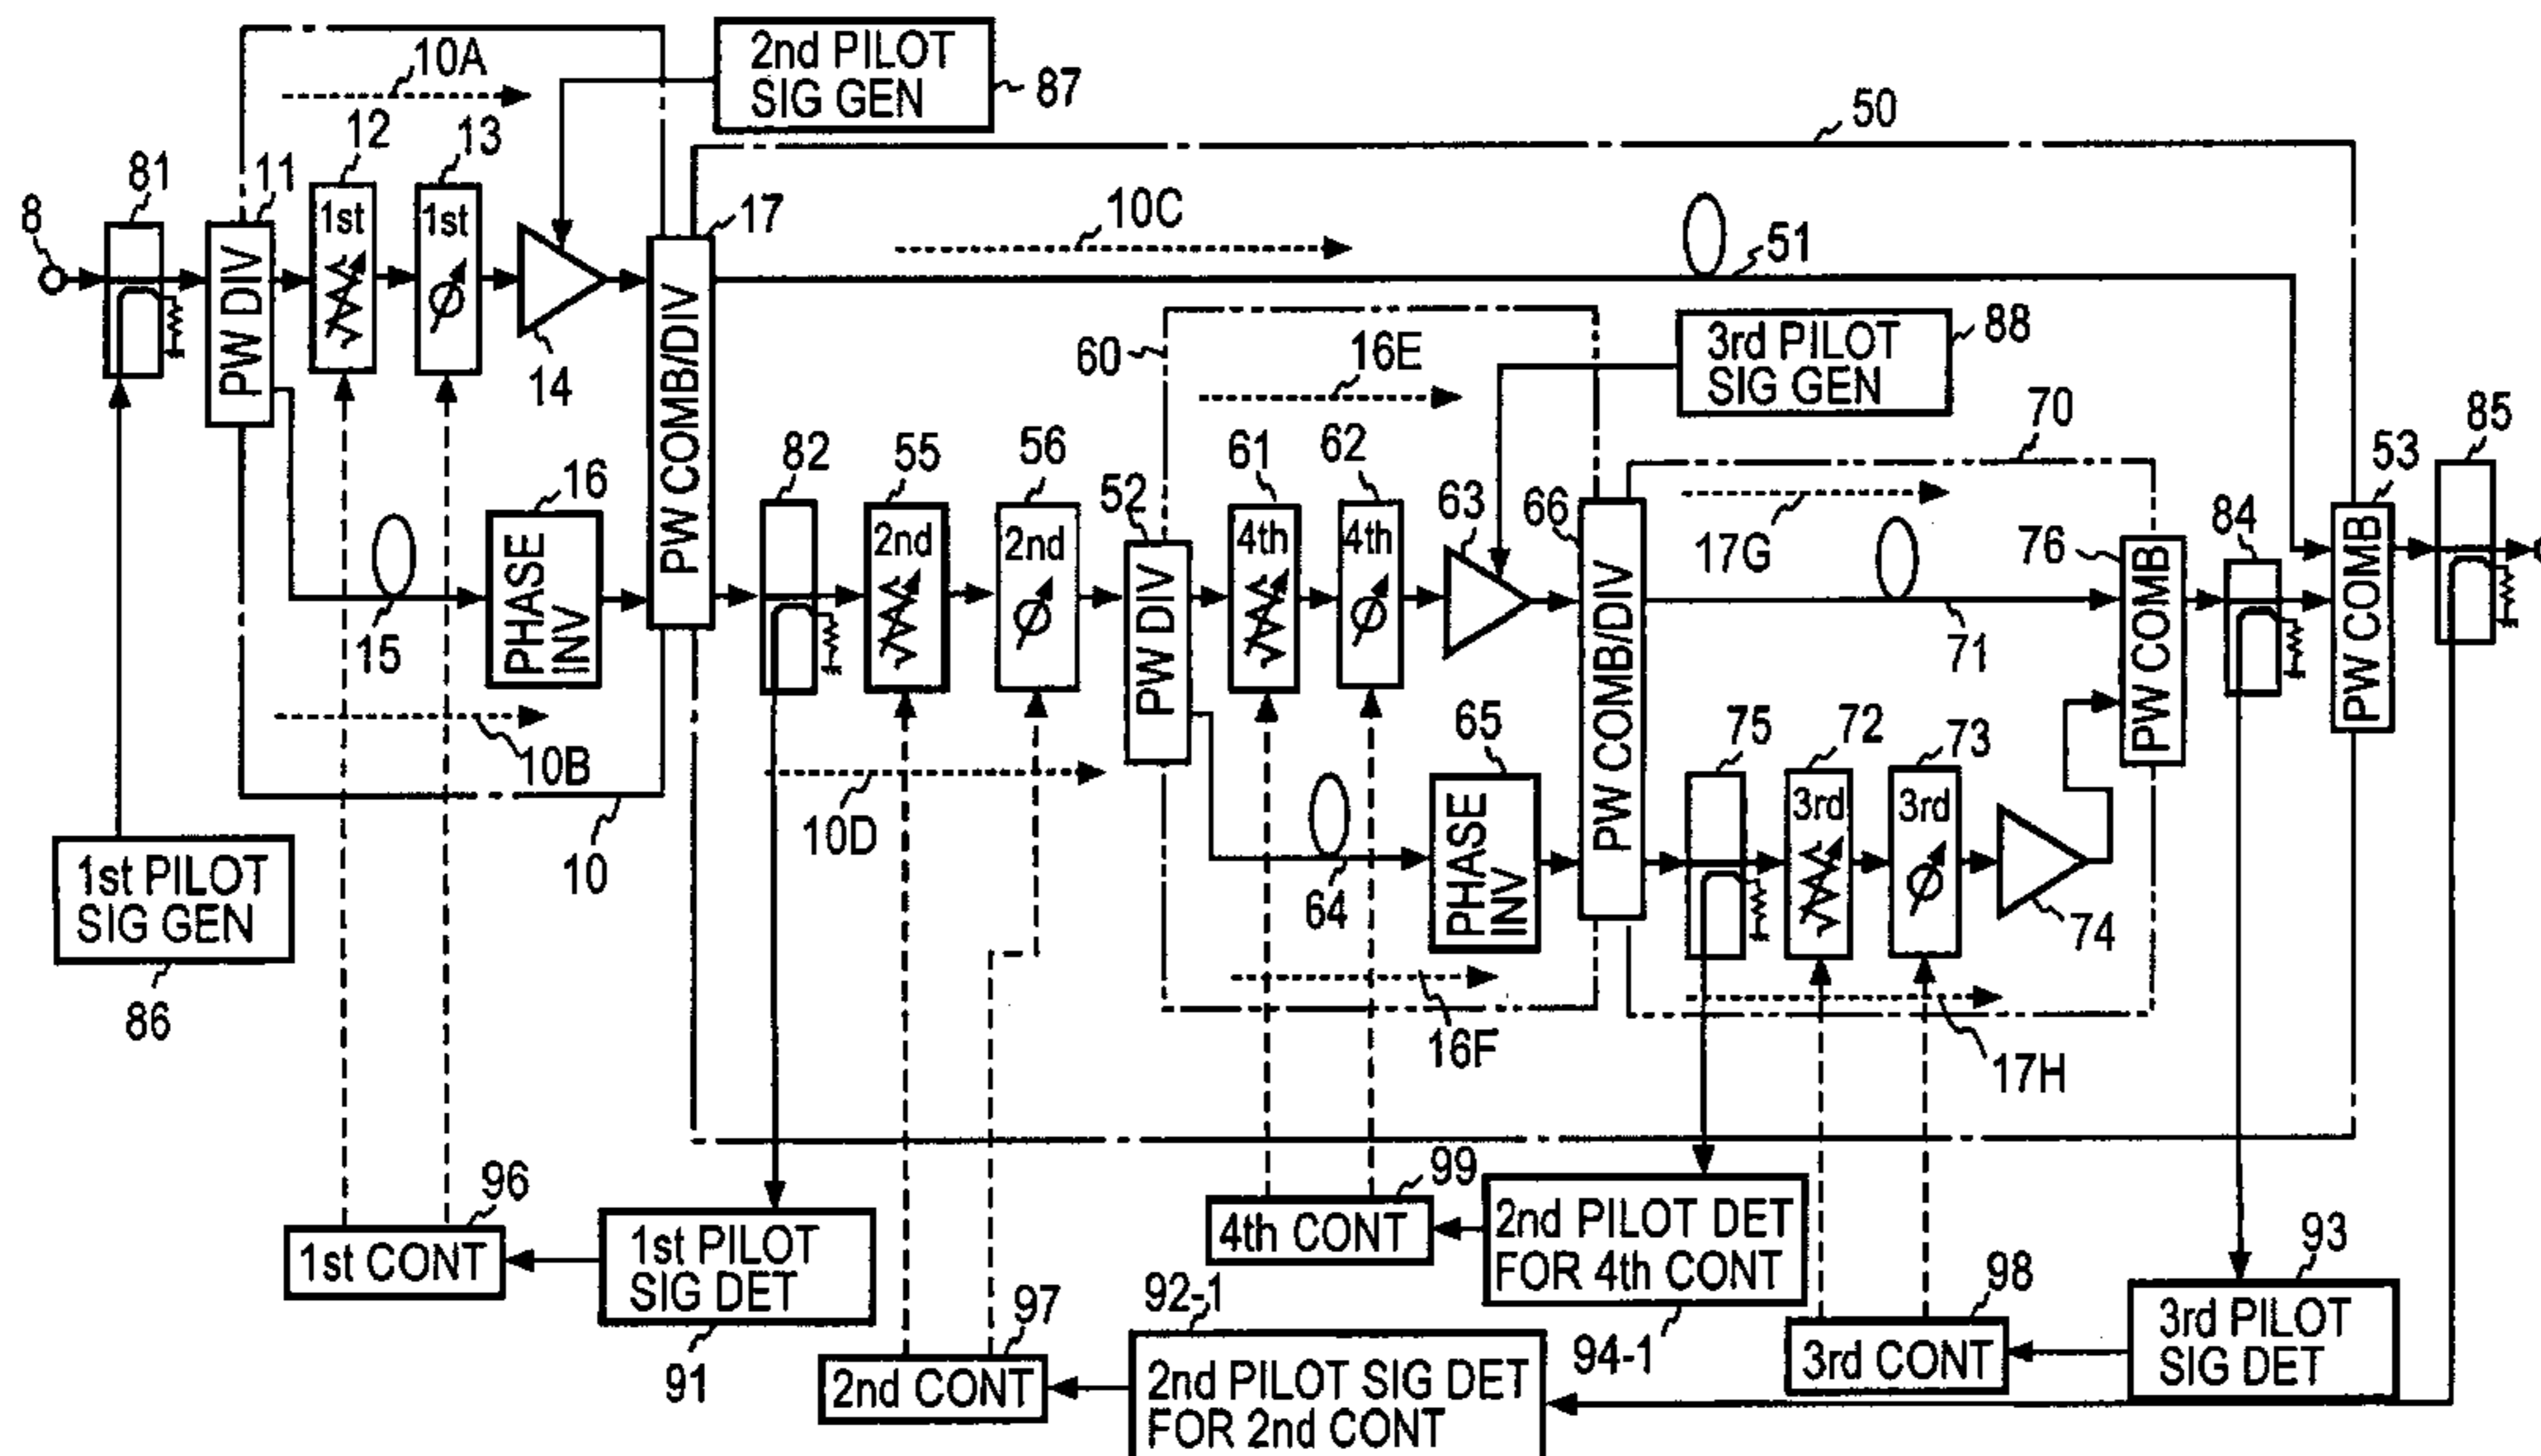 10A
2nd PILOT
SIG GEN
87
50
8
81
11
12
13
1st
1st
PW DIV
14
17
10C
51
60
16E
3rd PILOT
SIG GEN
88
70
85
PW COMB/DIV
82
55
56
52
61
62
63
66
53
16
2nd
2nd
4th
4th
17G
76
84
PHASE
INV
PW DIV
PW COMB/DIV
71
PW COMB
PW COMB
15
10B
10D
65
75
72
73
3rd
3rd
PHASE
INV
64
74
1st PILOT
SIG GEN
10
86
16F
17H
96
1st CONT
1st PILOT
SIG DET
91
99
4th CONT
2nd PILOT DET
FOR 4th CONT
94-1
93
3rd PILOT
SIG DET
98
3rd CONT
97
2nd CONT
92-1
2nd PILOT SIG DET
FOR 2nd CONT